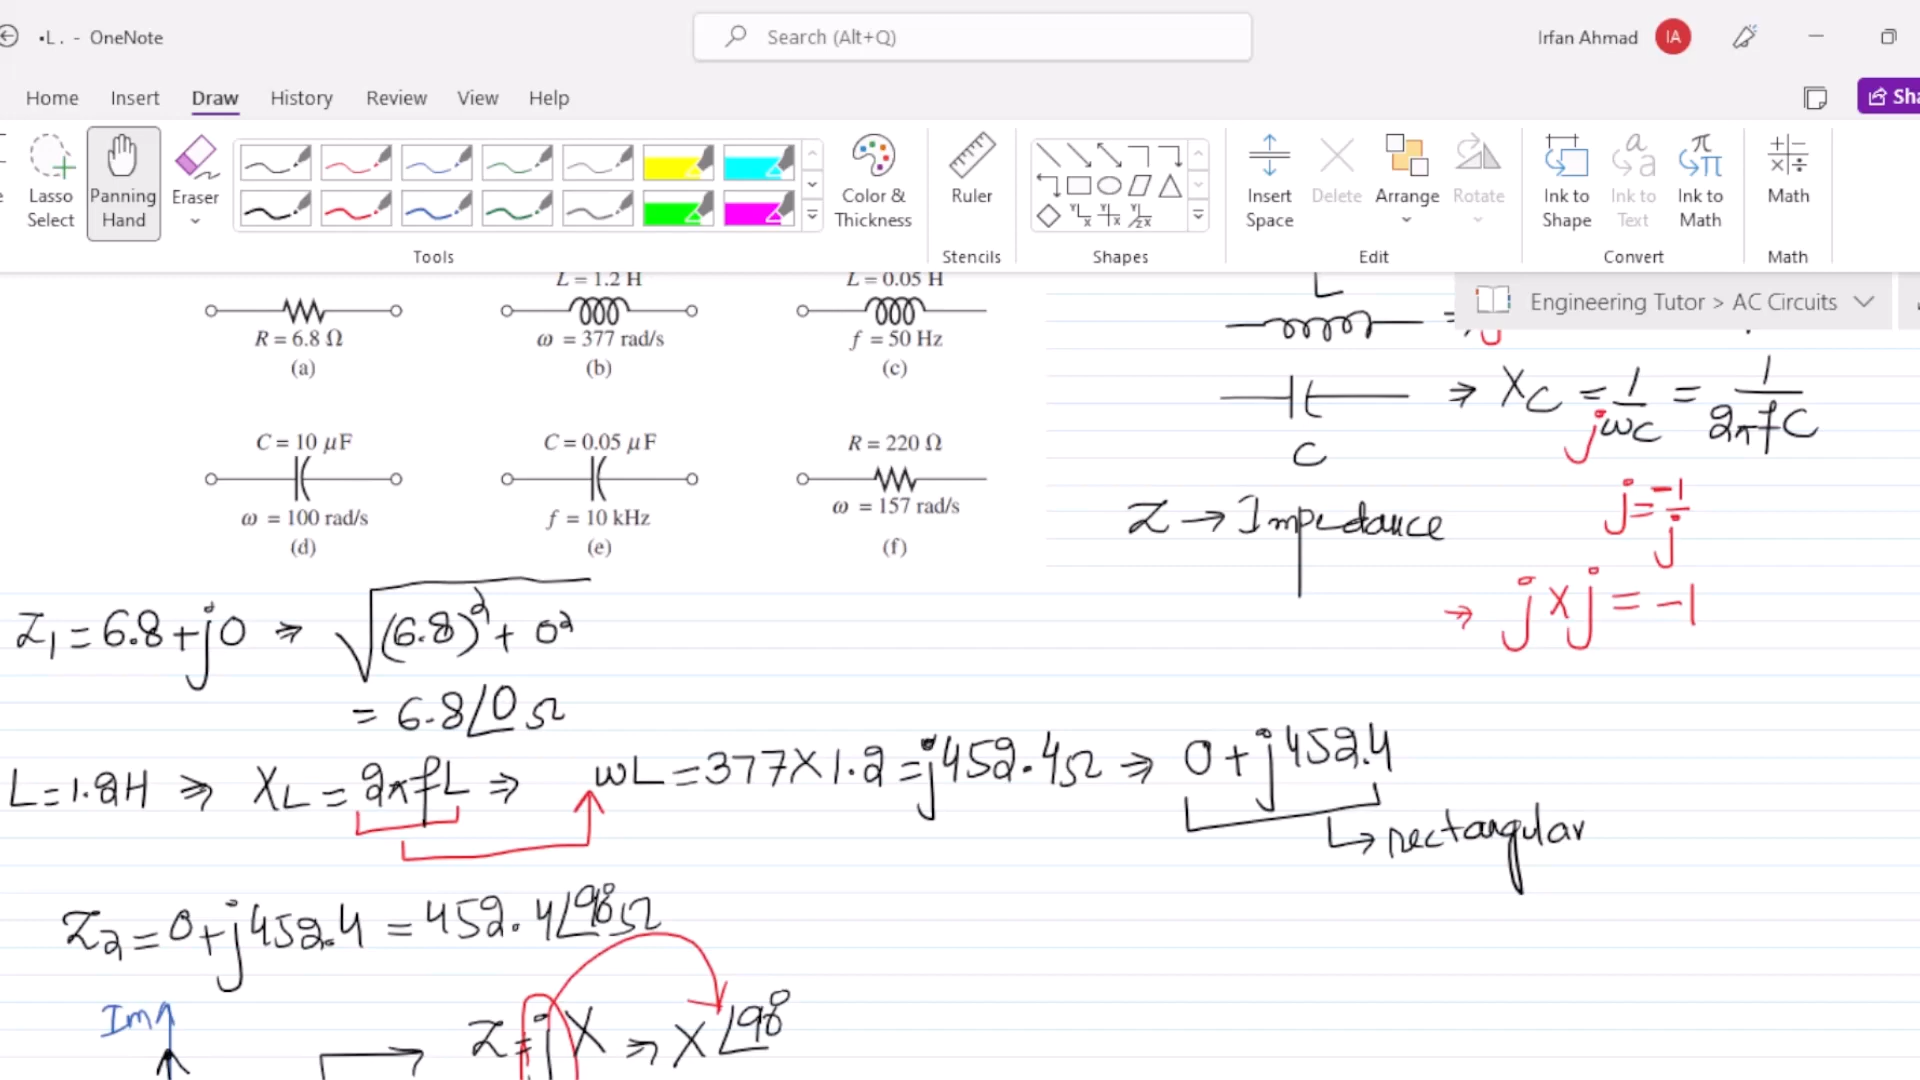 •L . - OneNote
Search (Alt+Q)
Irfan Ahmad
IA
Home Insert Draw History Review View Help
Sha
Lasso Select
Panning Hand
Eraser
Color & Thickness
Ruler
Insert Space
Delete
Arrange
Rotate
Ink to Shape
Ink to Text
Ink to Math
Math
Tools
Stencils
Shapes
Edit
Convert
Math
Engineering Tutor > AC Circuits
L = 1.2 H
L = 0.05 H
R = 6.8 Ω
ω = 377 rad/s
f = 50 Hz
(a)
(b)
(c)
C = 10 µF
C = 0.05 µF
R = 220 Ω
ω = 100 rad/s
f = 10 kHz
ω = 157 rad/s
(d)
(e)
(f)
L
⇒ XC = 1/jωC = 1/2πfC
C
Z → Impedance
j = -1/j
→ j × j = -1
Z1 = 6.8 + j0 ⇒ √(6.8)² + 0²
= 6.8∠0 Ω
L = 1.2H ⇒ XL = 2πfL ⇒ ωL = 377 × 1.2 = j452.4Ω ⇒ 0 + j452.4
↳ rectangular
Z2 = 0 + j452.4 = 452.4∠90° Ω
Img
Z = jX ⇒ X∠90°